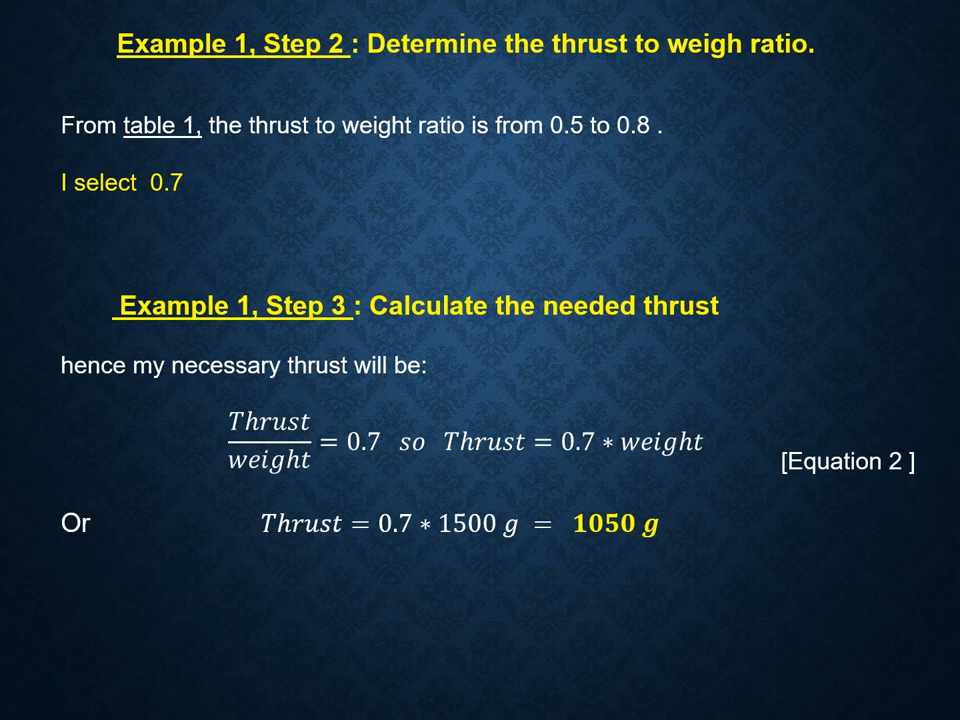 Example 1, Step 2 : Determine the thrust to weigh ratio.
From table 1, the thrust to weight ratio is from 0.5 to 0.8 .
I select 0.7
Example 1, Step 3 : Calculate the needed thrust
hence my necessary thrust will be:
Thrust/weight = 0.7 so Thrust = 0.7 ∗ weight
[Equation 2 ]
Or Thrust = 0.7 ∗ 1500 g = 1050 g